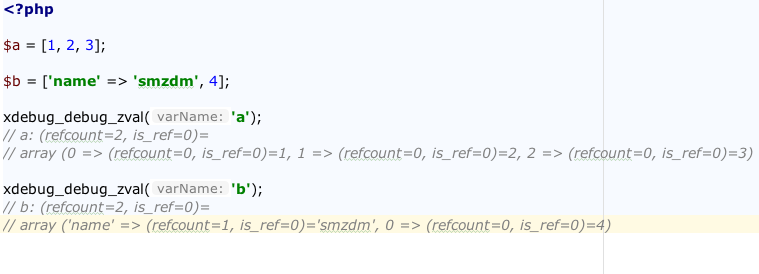 <?php
$a = [1, 2, 3];
$b = ['name' => 'smzdm', 4];
xdebug_debug_zval( varName: 'a');
// a: (refcount=2, is_ref=0)=
// array (0 => (refcount=0, is_ref=0)=1, 1 => (refcount=0, is_ref=0)=2, 2 => (refcount=0, is_ref=0)=3)
xdebug_debug_zval( varName: 'b');
// b: (refcount=2, is_ref=0)=
// array ('name' => (refcount=1, is_ref=0)='smzdm', 0 => (refcount=0, is_ref=0)=4)